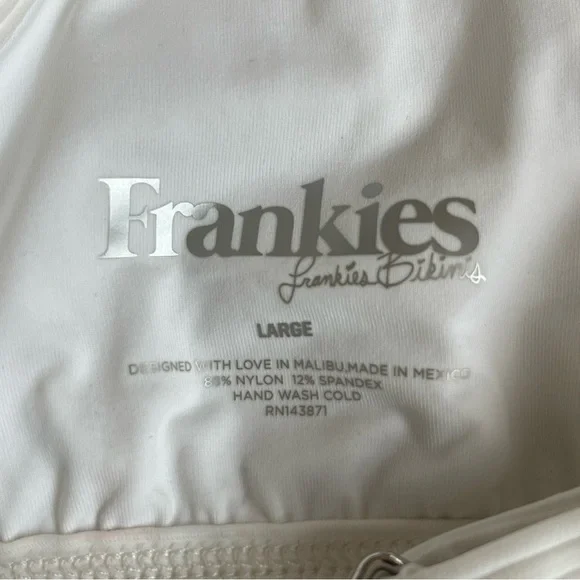 Frankies
frankies Bikinis
LARGE
DESIGNED WITH LOVE IN MALIBU, MADE IN MEXICO
88% NYLON 12% SPANDEX
HAND WASH COLD
RN143871